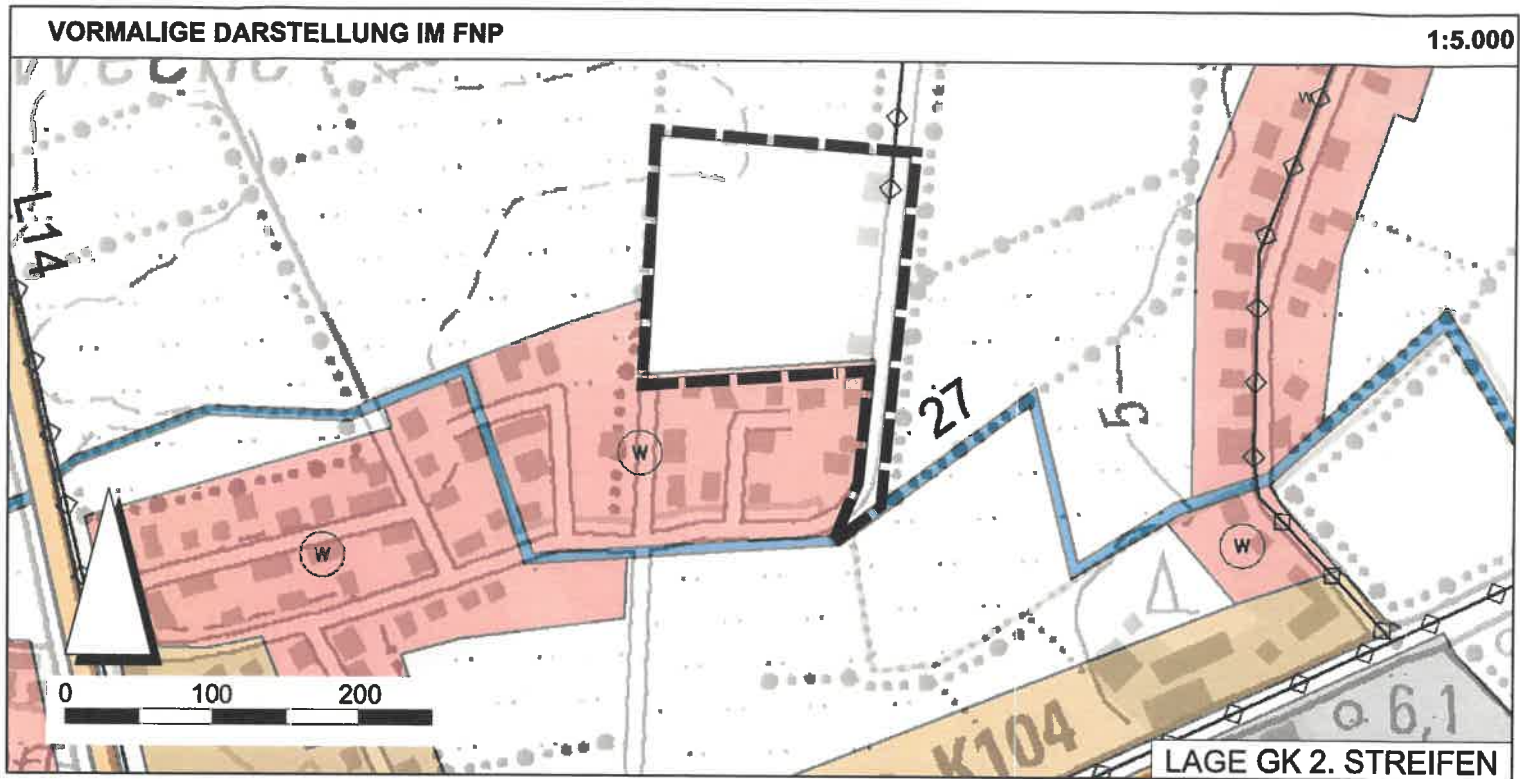 VORMALIGE DARSTELLUNG IM FNP
1:5.000
L14
W
27
5
W
W
W
0 100 200
K104
6,1
LAGE GK 2. STREIFEN